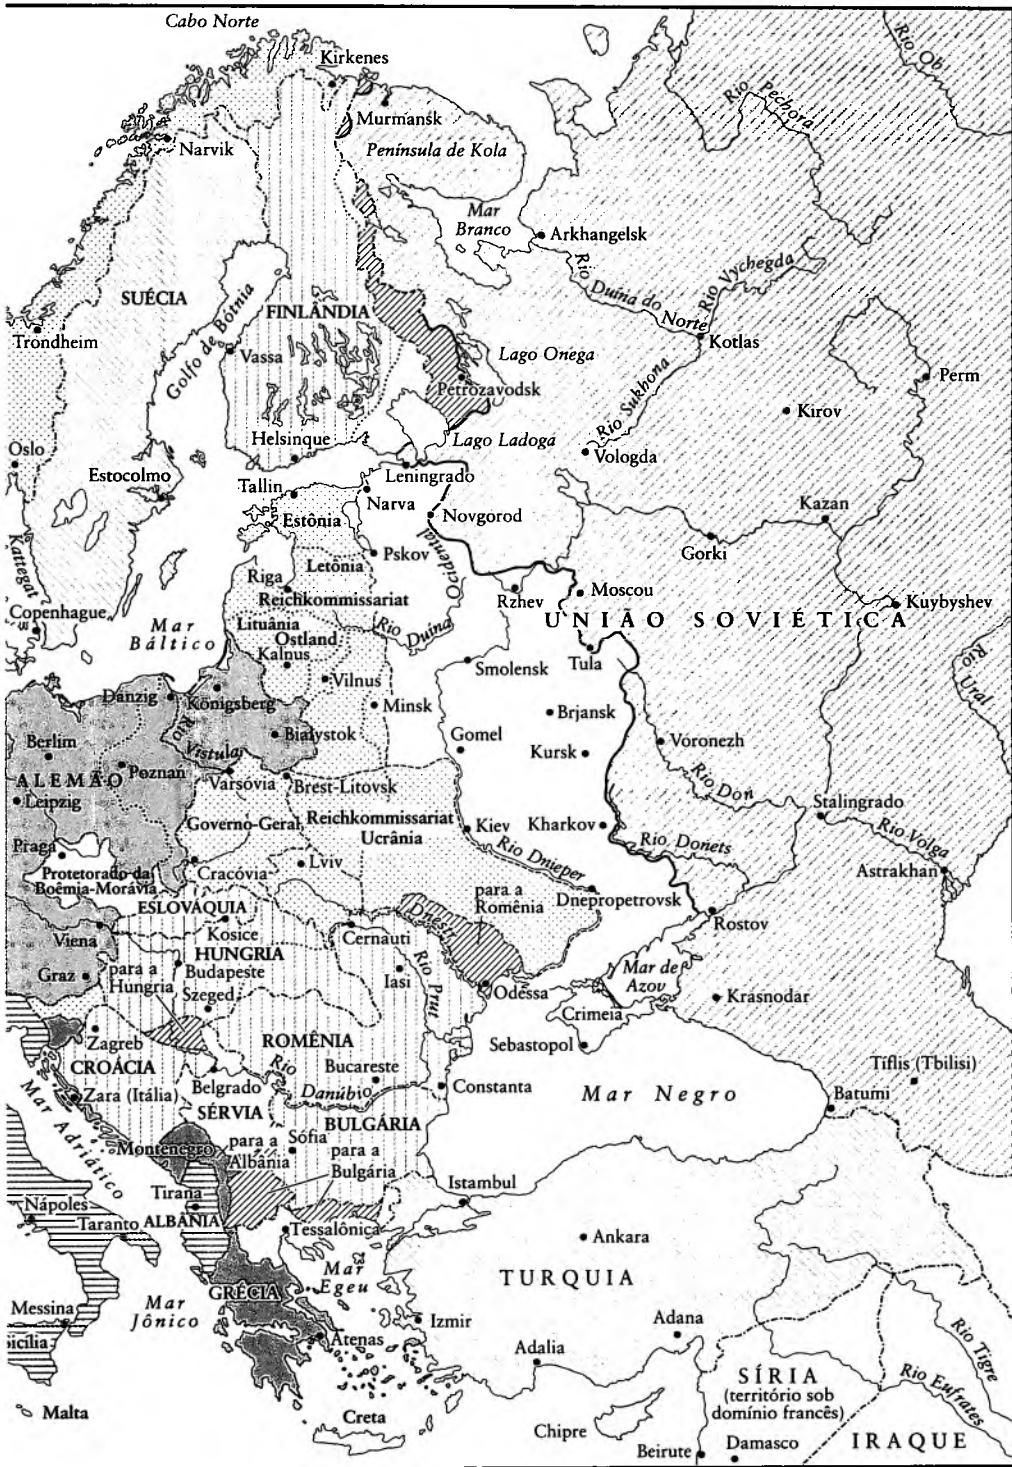 Cabo Norte
Kirkenes
Murmansk
Península de Kola
Narvik
Mar
Branco
Arkhangelsk
Rio Ob
Rio Pechora
Rio Duína do Norte
Rio Vychegda
Kotlas
SUÉCIA
FINLÂNDIA
Golfo de Bótnia
Trondheim
Vassa
Lago Onega
Petrozavodsk
Rio Sukhona
Perm
Kirov
Oslo
Helsinque
Lago Ladoga
Vologda
Leningrado
Estocolmo
Tallin
Narva
Estônia
Novgorod
Kazan
Gorki
Kattegat
Pskov
Letônia
Riga
Reichkommissariat
Ocidental
Rio Duína
Rzhev
Moscou
Kuybyshev
UNIÃO SOVIÉTICA
Copenhague
Mar
Báltico
Lituânia
Ostland
Kalnus
Vilnus
Smolensk
Tula
Rio Ural
Danzig
Königsberg
Minsk
Brjansk
Berlim
Rio Vistula
Bialystok
Gomel
Kursk
Voronezh
ALEMÃO
Poznan
Varsóvia
Brest-Litovsk
Rio Don
Leipzig
Governo-Geral
Reichkommissariat
Ucrânia
Kiev
Kharkov
Stalingrado
Rio Volga
Praga
Protetorado da
Boêmia-Morávia
Cracóvia
Lviv
Rio Dnieper
Rio Donets
Astrakhan
ESLOVÁQUIA
para a
Romênia
Dnepropetrovsk
Rostov
Viena
Kosice
Cernauti
Dnestr
HUNGRIA
Graz
para a
Hungria
Budapeste
Szeged
Iasi
Rio Prut
Odessa
Mar de
Azov
Krasnodar
Crimeia
Zagreb
CROÁCIA
ROMÊNIA
Sebastopol
Tíflis (Tbilisi)
Belgrado
Rio
Danúbio
Bucareste
Constanta
Mar Negro
Batumi
Zara (Itália)
Mar Adriático
SÉRVIA
BULGÁRIA
Montenegro
para a
Albânia
Sófia
para a
Bulgária
Istambul
Nápoles
Tirana
Taranto
ALBÂNIA
Tessalônica
Ankara
TURQUIA
Mar
Egeu
GRÉCIA
Messina
Mar
Jônico
Izmir
Adana
icília
Atenas
Adalia
Rio Tigre
SÍRIA
(território sob
domínio francês)
Rio Eufrates
Malta
Creta
Chipre
Beirute
Damasco
IRAQUE